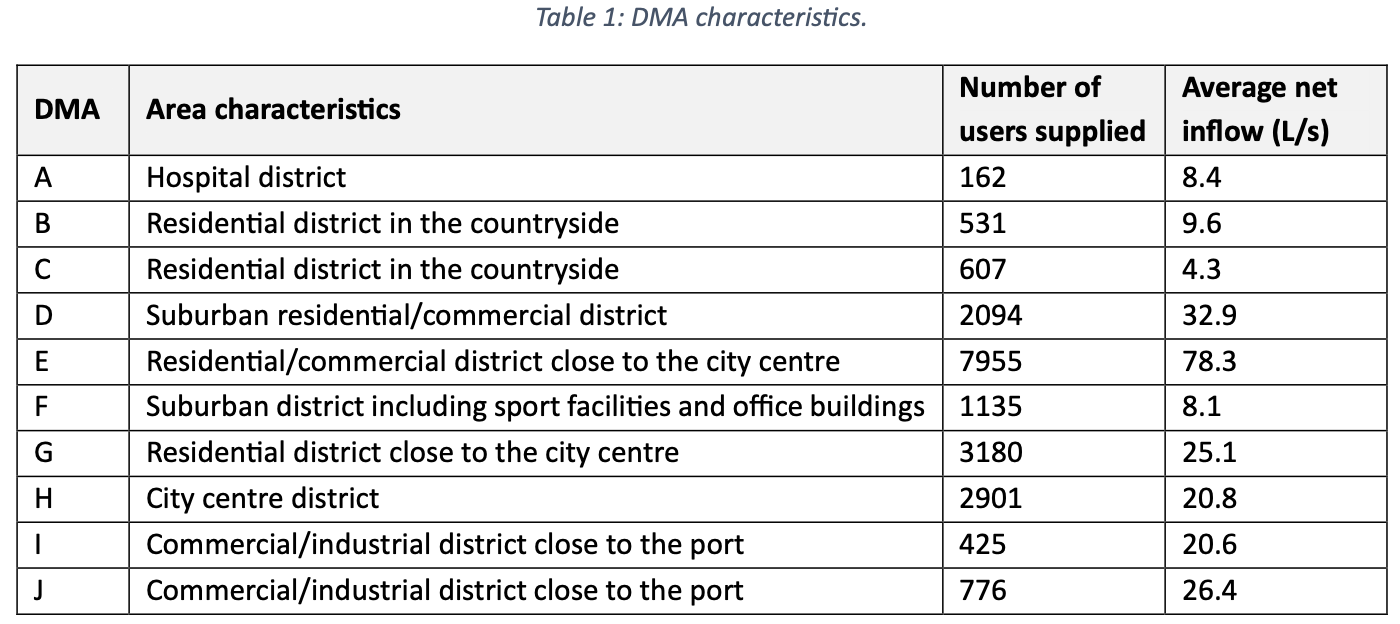 Table 1: DMA characteristics.
DMA Area characteristics Number of users supplied Average net inflow (L/s)
A Hospital district 162 8.4
B Residential district in the countryside 531 9.6
C Residential district in the countryside 607 4.3
D Suburban residential/commercial district 2094 32.9
E Residential/commercial district close to the city centre 7955 78.3
F Suburban district including sport facilities and office buildings 1135 8.1
G Residential district close to the city centre 3180 25.1
H City centre district 2901 20.8
I Commercial/industrial district close to the port 425 20.6
J Commercial/industrial district close to the port 776 26.4